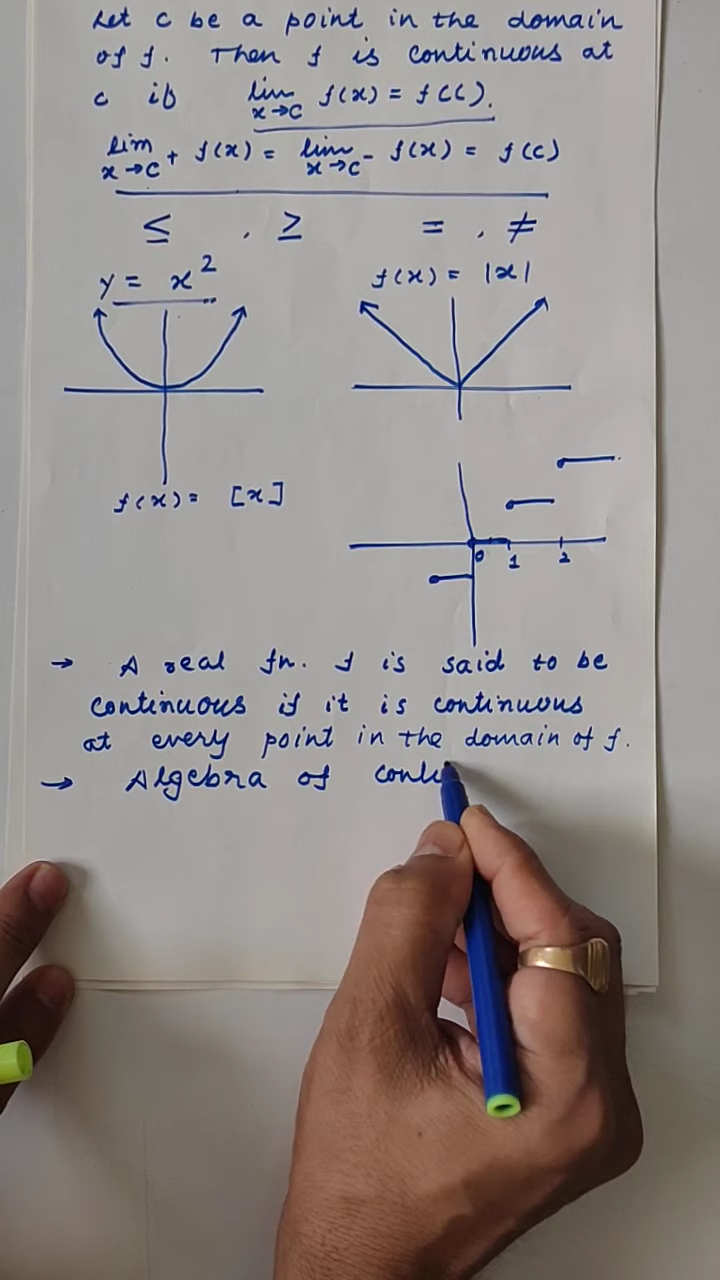 Let c be a point in the domain
of f. Then f is continuous at
c if lim x→c f(x) = f(c).
lim x→c+ f(x) = lim x→c- f(x) = f(c)
≤ , ≥ = , ≠
y = x²
f(x) = |x|
f(x) = [x]
0 1 2
→ A real fn. f is said to be
continuous if it is continuous
at every point in the domain of f.
→ Algebra of conti